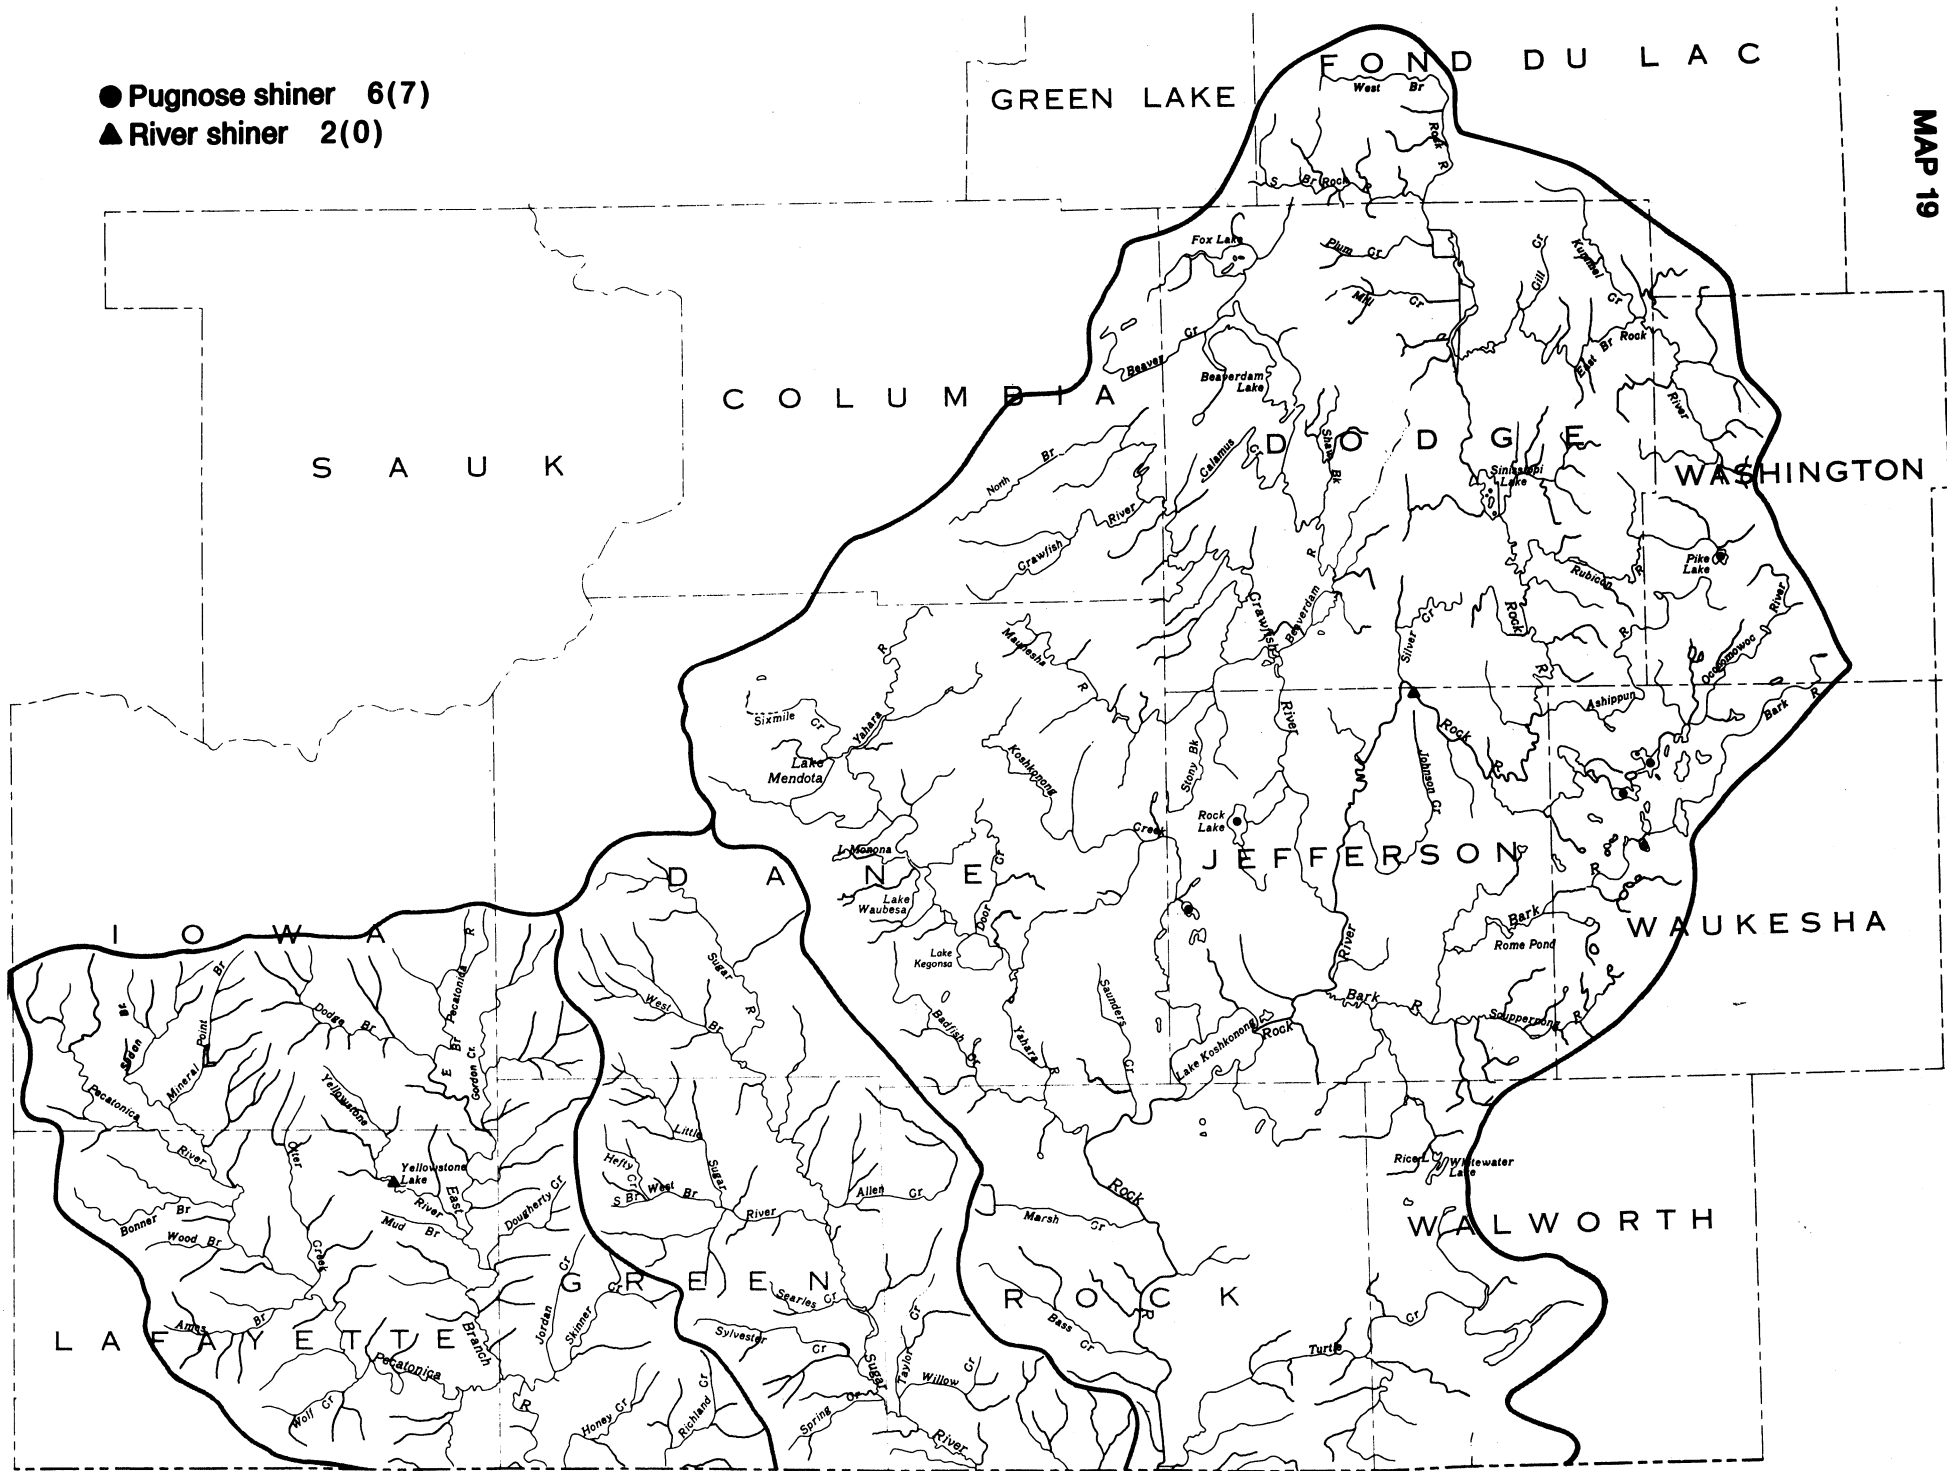 ● Pugnose shiner 6(7)
▲ River shiner 2(0)
MAP 19
FOND DU LAC
GREEN LAKE
West Br
Rock R
S Br Rock R
Fox Lake
Plum Cr
Mill Cr
Gill Cr
Kummel Cr
East Br Rock
River
Beaver Cr
Beaverdam
Lake
COLUMBIA
SAUK
DODGE
WASHINGTON
North Br
Crawfish River
Calamus Cr
Shaw Bk
Sinissippi
Lake
Pike
Lake
Rubicon R
Beaverdam R
Crawfish
River
Maunesha R
Silver Cr
Rock
R
R
Oconomowoc
River
Ashippun
Bark R
Sixmile Cr
Yahara
R
Lake
Mendota
Koshkonong
Creek
Stony Bk
Johnson Cr
Rock
R
Rock
Lake
JEFFERSON
L Monona
DANE
Lake
Waubesa
Door Cr
Lake
Kegonsa
R
Bark
Rome Pond
WAUKESHA
IOWA
Sugar R
West Br
Saunders Cr
Badfish Cr
Yahara R
River
Bark R
Scuppernong R
Lake Koshkonong
Rock
Pecatonica
R
Br
E
Gordon Cr
Dodge Br
Mineral Point
Br
Sudan
Br
Yellowstone
Pecatonica
River
Otter
Creek
Yellowstone
Lake
River
East
Mud Br
Dougherty Cr
Bonner Br
Wood Br
Little
Sugar
Hefty Cr
S Br West Br
River
Allen Cr
Rice L
Whitewater
Lake
Rock
Marsh Cr
WALWORTH
GREEN
ROCK
R
Searles Cr
Jordan Cr
Skinner Cr
Ames Br
LAFAYETTE
Branch
Pecatonica
R
Sylvester Cr
Sugar
Taylor Cr
Bass Cr
Turtle Cr
Willow Cr
Wolf Cr
Honey Cr
Richland Cr
Spring Cr
River